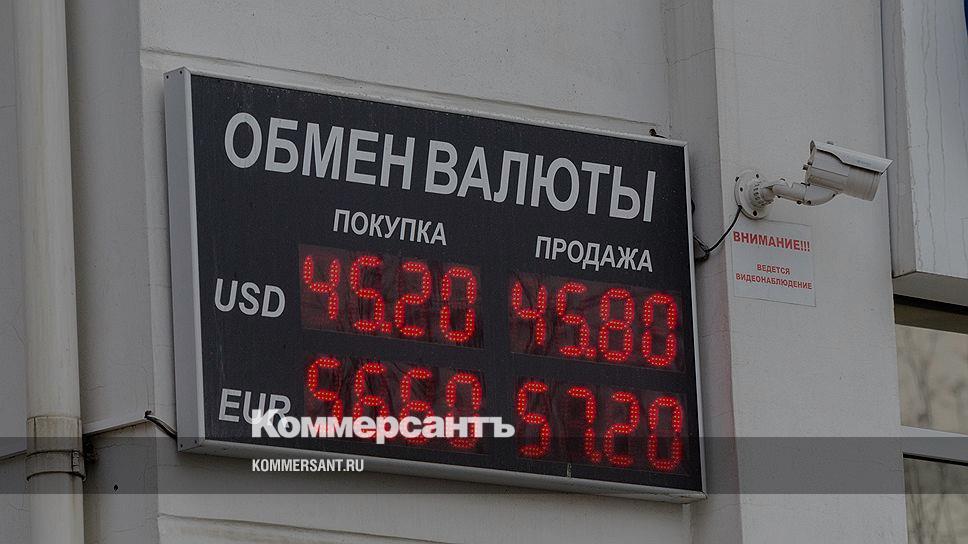 ОБМЕН ВАЛЮТЫ
ПОКУПКА ПРОДАЖА
USD 45.20 45.80
EUR 56.60 57.20
ВНИМАНИЕ!!!
ВЕДЕТСЯ
ВИДЕОНАБЛЮДЕНИЕ
Коммерсантъ
KOMMERSANT.RU